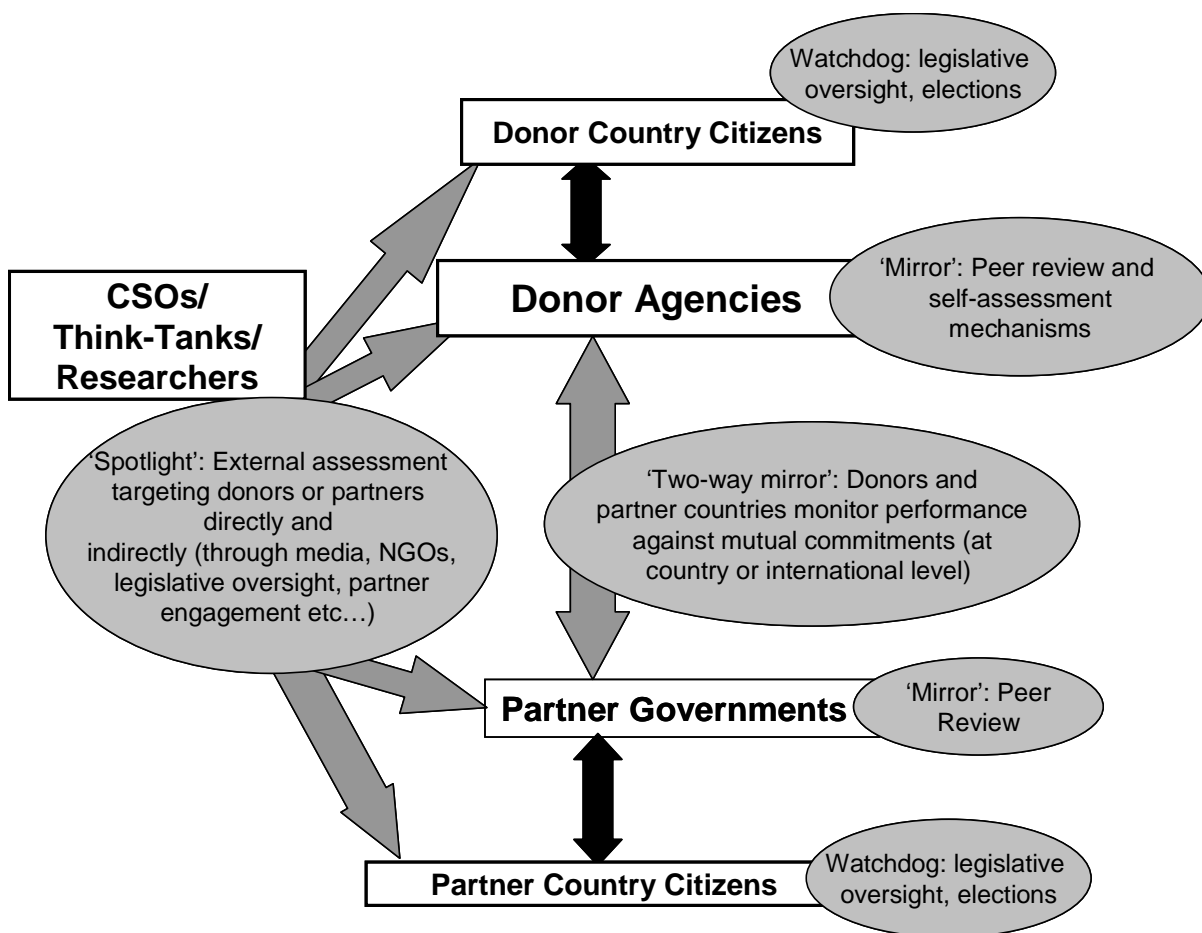 Watchdog: legislative
oversight, elections
Donor Country Citizens
‘Mirror’: Peer review and
self-assessment
mechanisms
Donor Agencies
CSOs/
Think-Tanks/
Researchers
‘Spotlight’: External assessment
targeting donors or partners
directly and
indirectly (through media, NGOs,
legislative oversight, partner
engagement etc…)
‘Two-way mirror’: Donors and
partner countries monitor performance
against mutual commitments (at
country or international level)
Partner Governments
‘Mirror’: Peer
Review
Partner Country Citizens
Watchdog: legislative
oversight, elections